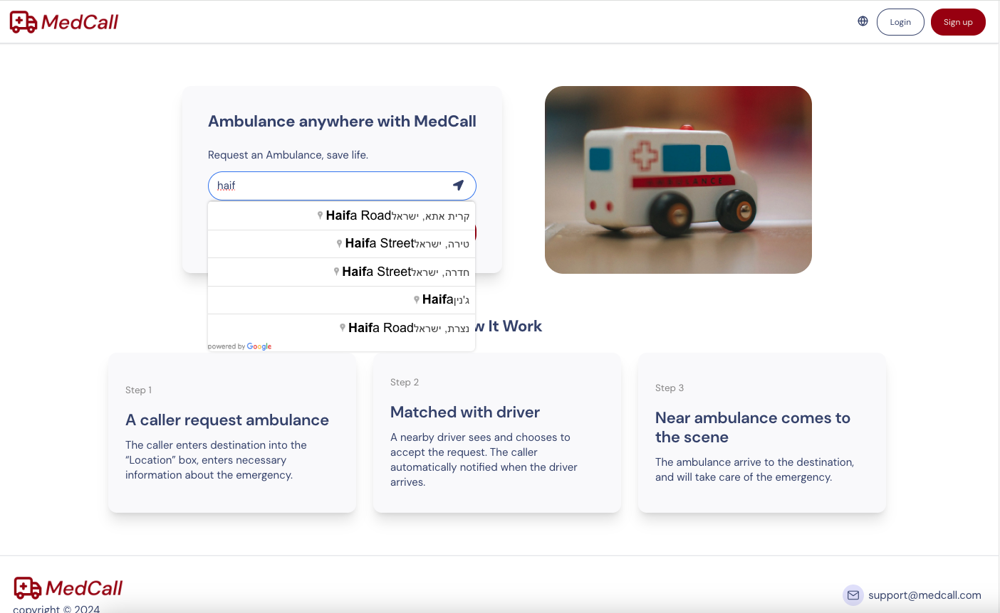 MedCall
Login
Sign up
Ambulance anywhere with MedCall
Request an Ambulance, save life.
haif
Haifa Road קרית אתא, ישראל
Haifa Street טירה, ישראל
Haifa Street חדרה, ישראל
Haifa ג'נין
Haifa Road נצרת, ישראל
powered by Google
AMBULANCE
w It Work
Step 1
A caller request ambulance
The caller enters destination into the
“Location” box, enters necessary
information about the emergency.
Step 2
Matched with driver
A nearby driver sees and chooses to
accept the request. The caller
automatically notified when the driver
arrives.
Step 3
Near ambulance comes to
the scene
The ambulance arrive to the destination,
and will take care of the emergency.
MedCall
copyright © 2024
support@medcall.com